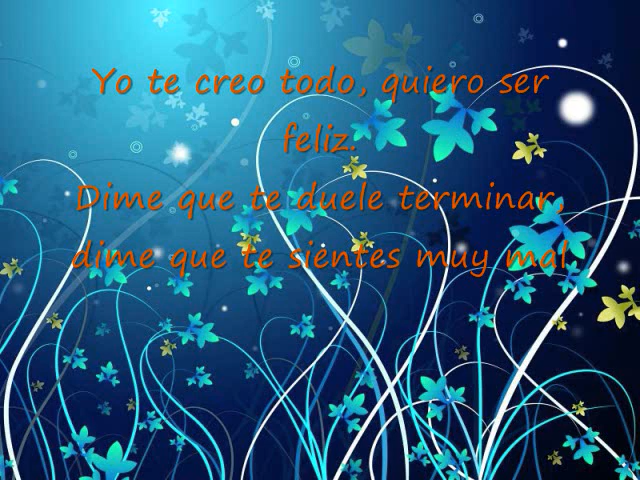 Yo te creo todo, quiero ser
feliz.
Dime que te duele terminar,
dime que te sientes muy mal